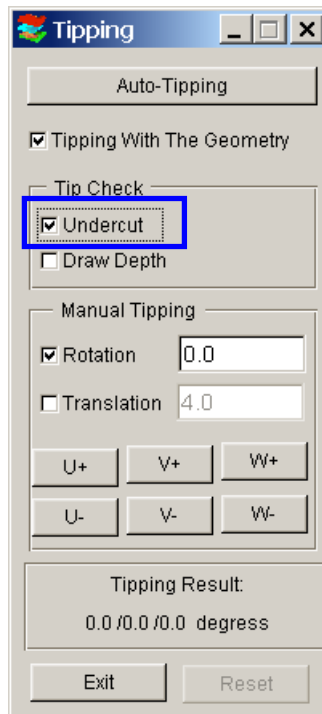 Tipping
Auto-Tipping
Tipping With The Geometry
Tip Check
Undercut
Draw Depth
Manual Tipping
Rotation 0.0
Translation 4.0
U+ V+ W+
U- V- W-
Tipping Result:
0.0 /0.0 /0.0 degress
Exit Reset